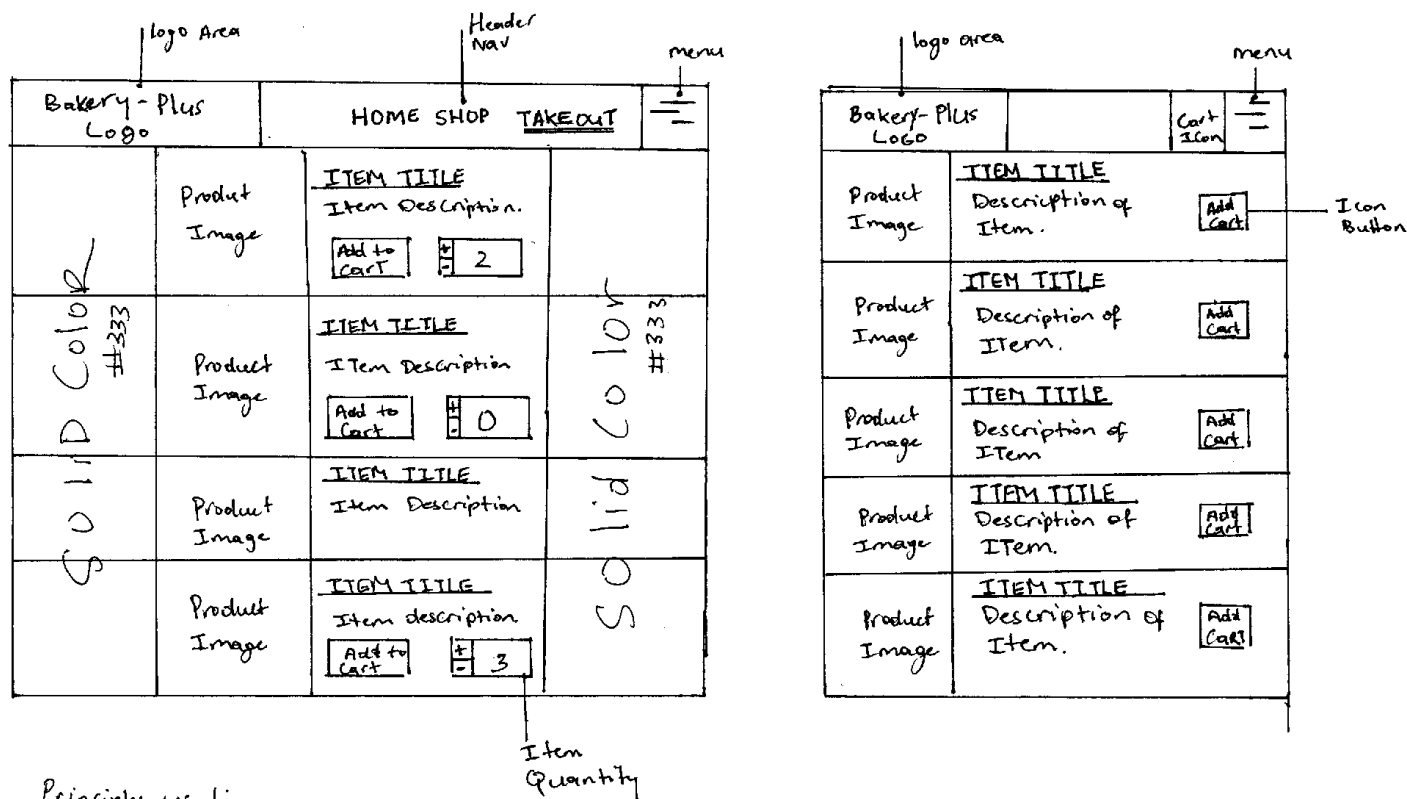 logo Area
Header
Nav
menu
Bakery-Plus
Logo
HOME SHOP TAKEOUT
SOliD Color
#333
Product
Image
ITEM TITLE
Item Description.
Add to
CarT
+
-
2
Product
Image
ITEM TITLE
ITem Description
Add to
Cart
+
-
0
Product
Image
ITEM TITLE
Item Description
Product
Image
ITEM TITLE
Item description
Add to
Cart
+
-
3
Solid Color
#333
Item
Quantity
logo area
menu
Bakery-Plus
LOGO
Cart
Icon
Product
Image
ITEM TITLE
Item.
Add
Cart
Icon
Button
Product
Image
ITEM TITLE
Description of
ITem.
Add
Cart
Product
Image
ITEM TITLE
Description of
ITem
Add
Cart
Product
Image
ITEM TITLE
Description of
ITem.
Add
Cart
Product
Image
ITEM TITLE
Description of
Item.
Add
CaRT